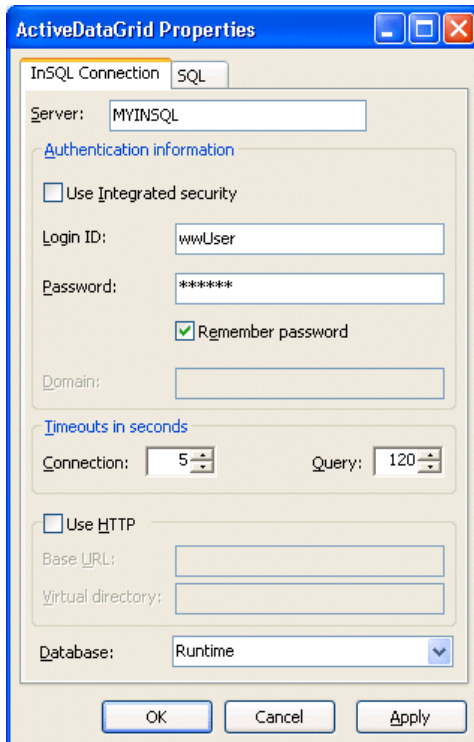 ActiveDataGrid Properties
InSQL Connection SQL
Server: MYINSQL
Authentication information
Use Integrated security
Login ID: wwUser
Password: ******
Remember password
Domain:
Timeouts in seconds
Connection: 5 Query: 120
Use HTTP
Base URL:
Virtual directory:
Database: Runtime
OK Cancel Apply